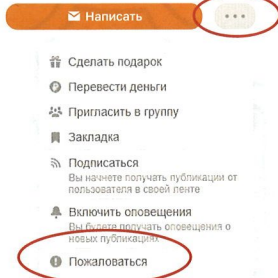 Написать
Сделать подарок
Перевести деньги
Пригласить в группу
Закладка
Подписаться
Вы начнете получать публикации от
пользователя в своей ленте
Включить оповещения
Вы будете получать оповещения о
новых публикациях
Пожаловаться